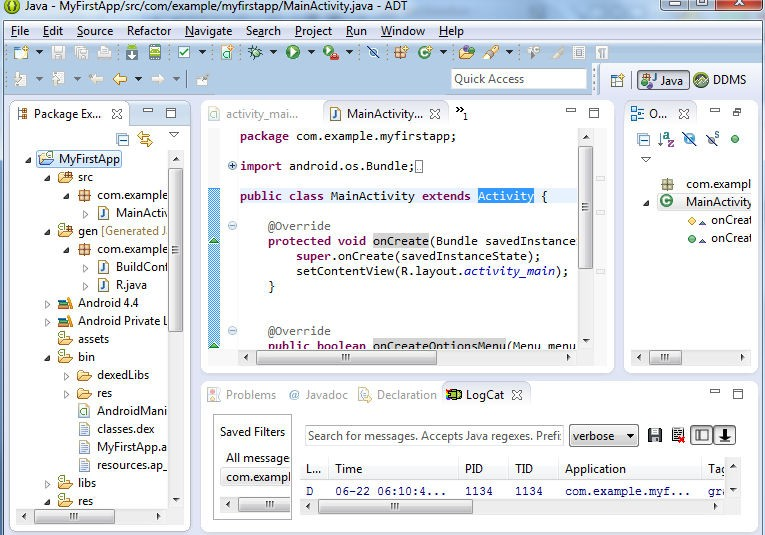 Java - MyFirstApp/src/com/example/myfirstapp/MainActivity.java - ADT
File Edit Source Refactor Navigate Search Project Run Window Help
Quick Access
Java DDMS
Package Ex...
MyFirstApp
src
com.example
MainActiv
gen [Generated Ja
com.example
BuildConf
R.java
Android 4.4
Android Private L
assets
bin
dexedLibs
res
AndroidMani
classes.dex
MyFirstApp.a
resources.ap_
libs
res
activity_mai... MainActivity... »1
package com.example.myfirstapp;
import android.os.Bundle;
public class MainActivity extends Activity {
@Override
protected void onCreate(Bundle savedInstance
super.onCreate(savedInstanceState);
setContentView(R.layout.activity_main);
}
@Override
public boolean onCreateOptionsMenu(Menu menu
O...
com.exampl
MainActivity
onCreat
onCreat
Problems @ Javadoc Declaration LogCat
Saved Filters
All message
com.exampl
Search for messages. Accepts Java regexes. Prefi: verbose
L... Time PID TID Application Tag
D 06-22 06:10:4... 1134 1134 com.example.myf... gra